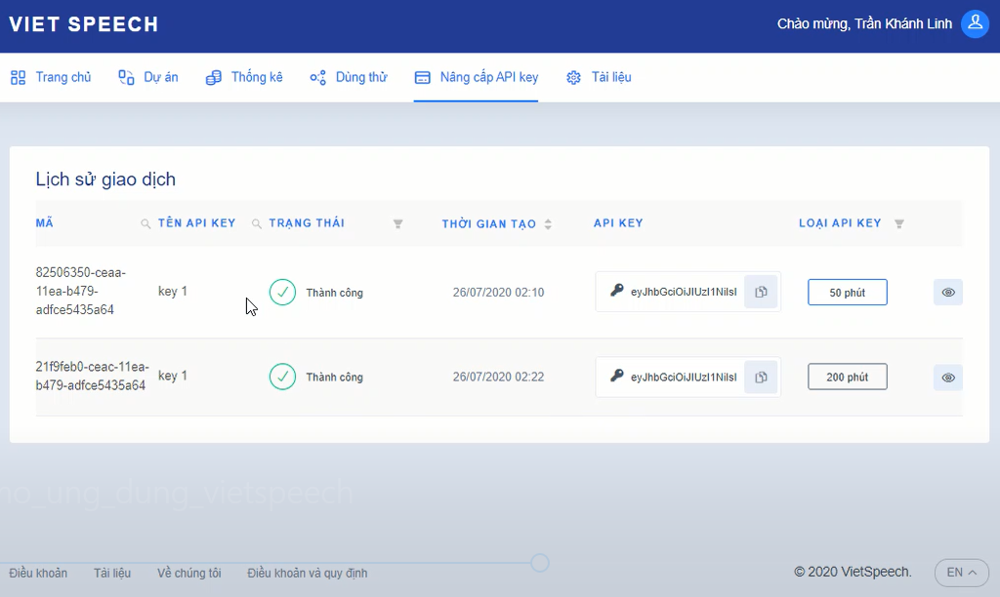 VIET SPEECH
Chào mừng, Trần Khánh Linh
Trang chủ
Dự án
Thống kê
Dùng thử
Nâng cấp API key
Tài liệu
Lịch sử giao dịch
MÃ
TÊN API KEY
TRẠNG THÁI
THỜI GIAN TẠO
API KEY
LOẠI API KEY
82506350-ceaa-
11ea-b479-
adfce5435a64
key 1
Thành công
26/07/2020 02:10
eyJhbGciOiJIUzI1NiIsI
50 phút
21f9feb0-ceac-11ea-
b479-adfce5435a64
key 1
Thành công
26/07/2020 02:22
eyJhbGciOiJIUzI1NiIsI
200 phút
_ung_dung_vietspeech
Điều khoản
Tài liệu
Về chúng tôi
Điều khoản và quy định
© 2020 VietSpeech.
EN